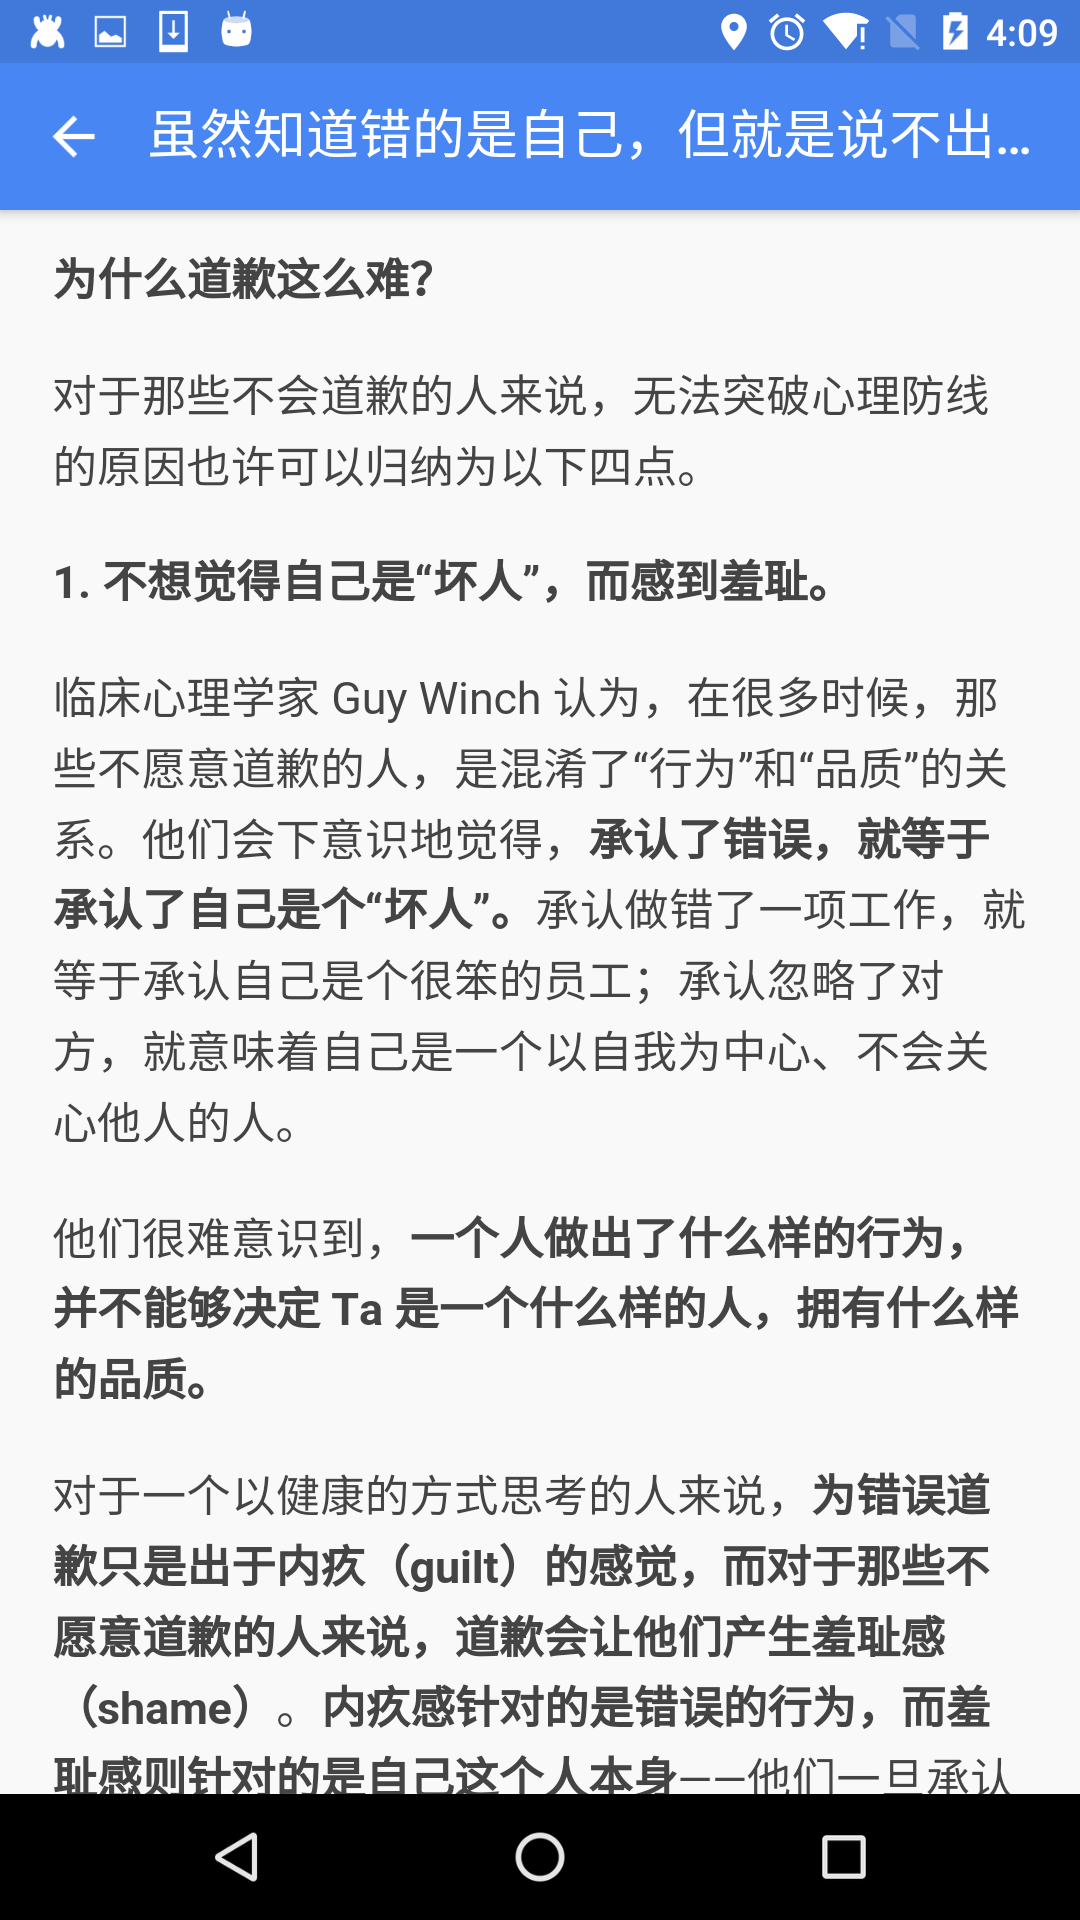 4:09
虽然知道错的是自己，但就是说不出...
为什么道歉这么难？
对于那些不会道歉的人来说，无法突破心理防线
的原因也许可以归纳为以下四点。
1. 不想觉得自己是“坏人”，而感到羞耻。
临床心理学家 Guy Winch 认为，在很多时候，那
些不愿意道歉的人，是混淆了“行为”和“品质”的关
系。他们会下意识地觉得，承认了错误，就等于
承认了自己是个“坏人”。承认做错了一项工作，就
等于承认自己是个很笨的员工；承认忽略了对
方，就意味着自己是一个以自我为中心、不会关
心他人的人。
他们很难意识到，一个人做出了什么样的行为，
并不能够决定 Ta 是一个什么样的人，拥有什么样
的品质。
对于一个以健康的方式思考的人来说，为错误道
歉只是出于内疚（guilt）的感觉，而对于那些不
愿意道歉的人来说，道歉会让他们产生羞耻感
（shame）。内疚感针对的是错误的行为，而羞
耻感则针对的是自己这个人本身——他们一旦承认